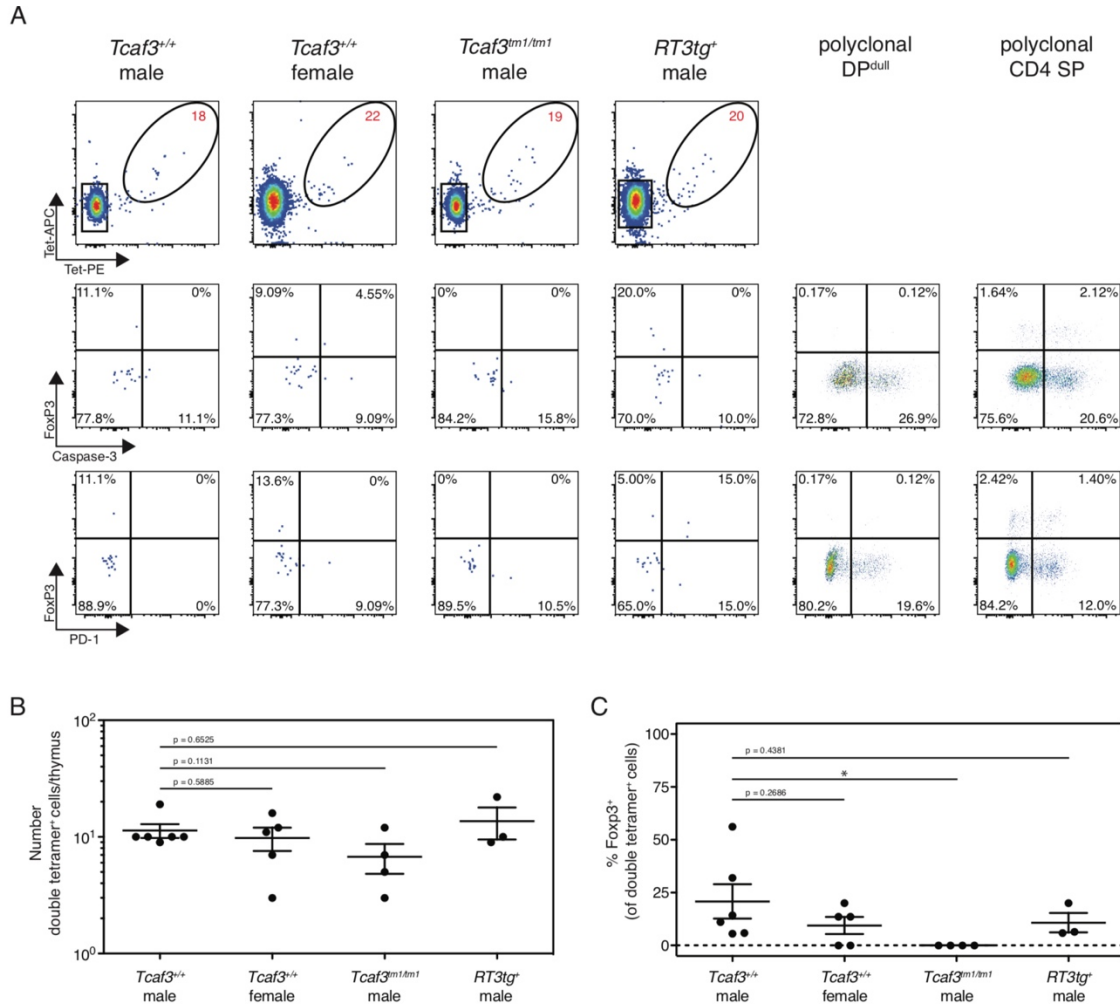 A
Tcaf3+/+ male
Tcaf3+/+ female
Tcaf3tm1/tm1 male
RT3tg+ male
polyclonal DPdull
polyclonal CD4 SP
18
22
19
20
Tet-APC
Tet-PE
11.1% 0%
77.8% 11.1%
9.09% 4.55%
77.3% 9.09%
0% 0%
84.2% 15.8%
20.0% 0%
70.0% 10.0%
0.17% 0.12%
72.8% 26.9%
1.64% 2.12%
75.6% 20.6%
FoxP3
Caspase-3
11.1% 0%
88.9% 0%
13.6% 0%
77.3% 9.09%
0% 0%
89.5% 10.5%
5.00% 15.0%
65.0% 15.0%
0.17% 0.12%
80.2% 19.6%
2.42% 1.40%
84.2% 12.0%
FoxP3
PD-1
B
Number
double tetramer+ cells/thymus
10²
10¹
10⁰
p = 0.6525
p = 0.1131
p = 0.5885
Tcaf3+/+ male
Tcaf3+/+ female
Tcaf3tm1/tm1 male
RT3tg+ male
C
% Foxp3+
(of double tetramer+ cells)
100
75
50
25
0
p = 0.4381
*
p = 0.2686
Tcaf3+/+ male
Tcaf3+/+ female
Tcaf3tm1/tm1 male
RT3tg+ male